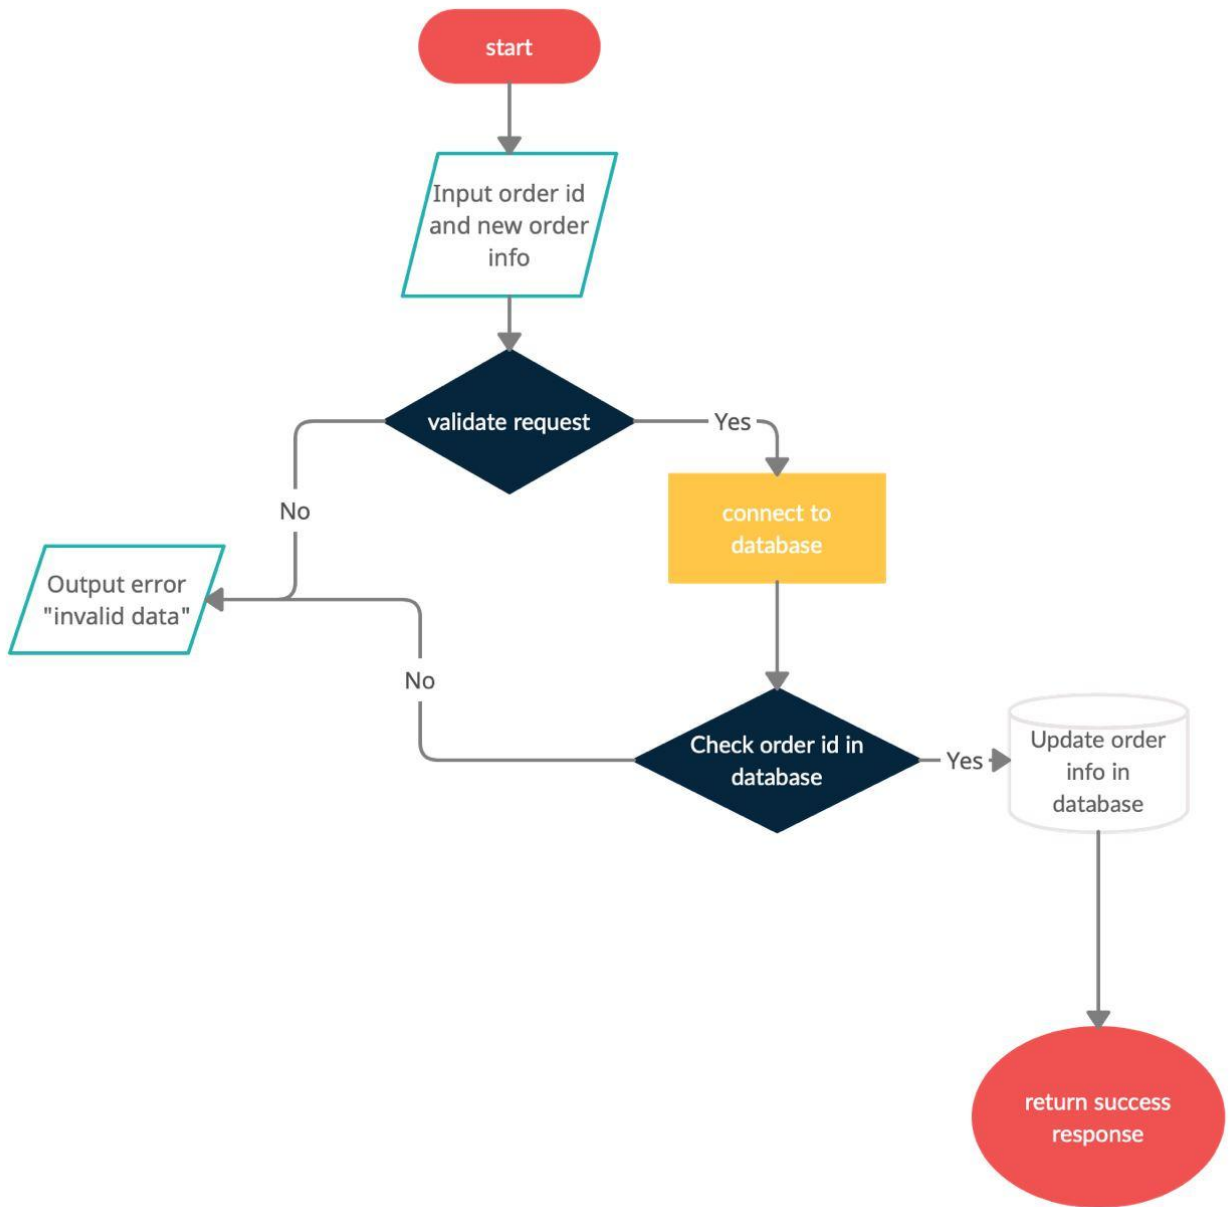 start
Input order id
and new order
info
validate request
Yes
connect to
database
No
Output error
"invalid data"
No
Check order id in
database
Yes
Update order
info in
database
return success
response